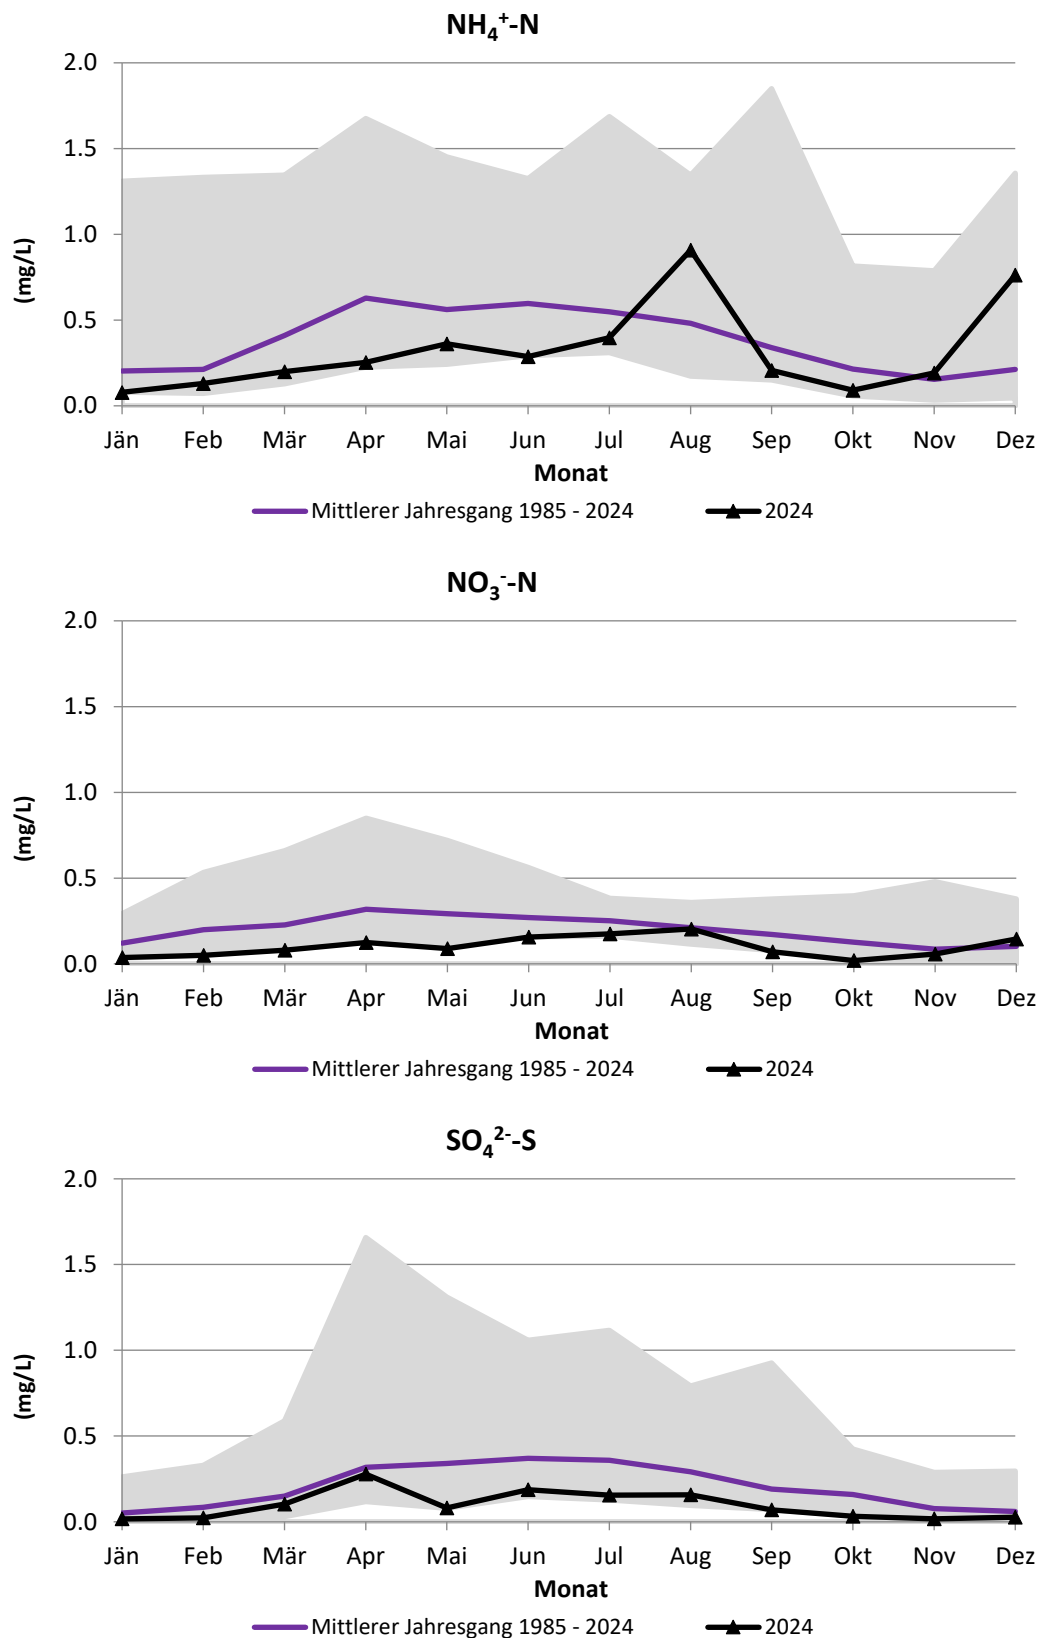 NH₄⁺-N
2.0
1.5
1.0
0.5
0.0
(mg/L)
Jän Feb Mär Apr Mai Jun Jul Aug Sep Okt Nov Dez
Monat
Mittlerer Jahresgang 1985 - 2024 2024
NO₃⁻-N
2.0
1.5
1.0
0.5
0.0
(mg/L)
Jän Feb Mär Apr Mai Jun Jul Aug Sep Okt Nov Dez
Monat
Mittlerer Jahresgang 1985 - 2024 2024
SO₄²⁻-S
2.0
1.5
1.0
0.5
0.0
(mg/L)
Jän Feb Mär Apr Mai Jun Jul Aug Sep Okt Nov Dez
Monat
Mittlerer Jahresgang 1985 - 2024 2024